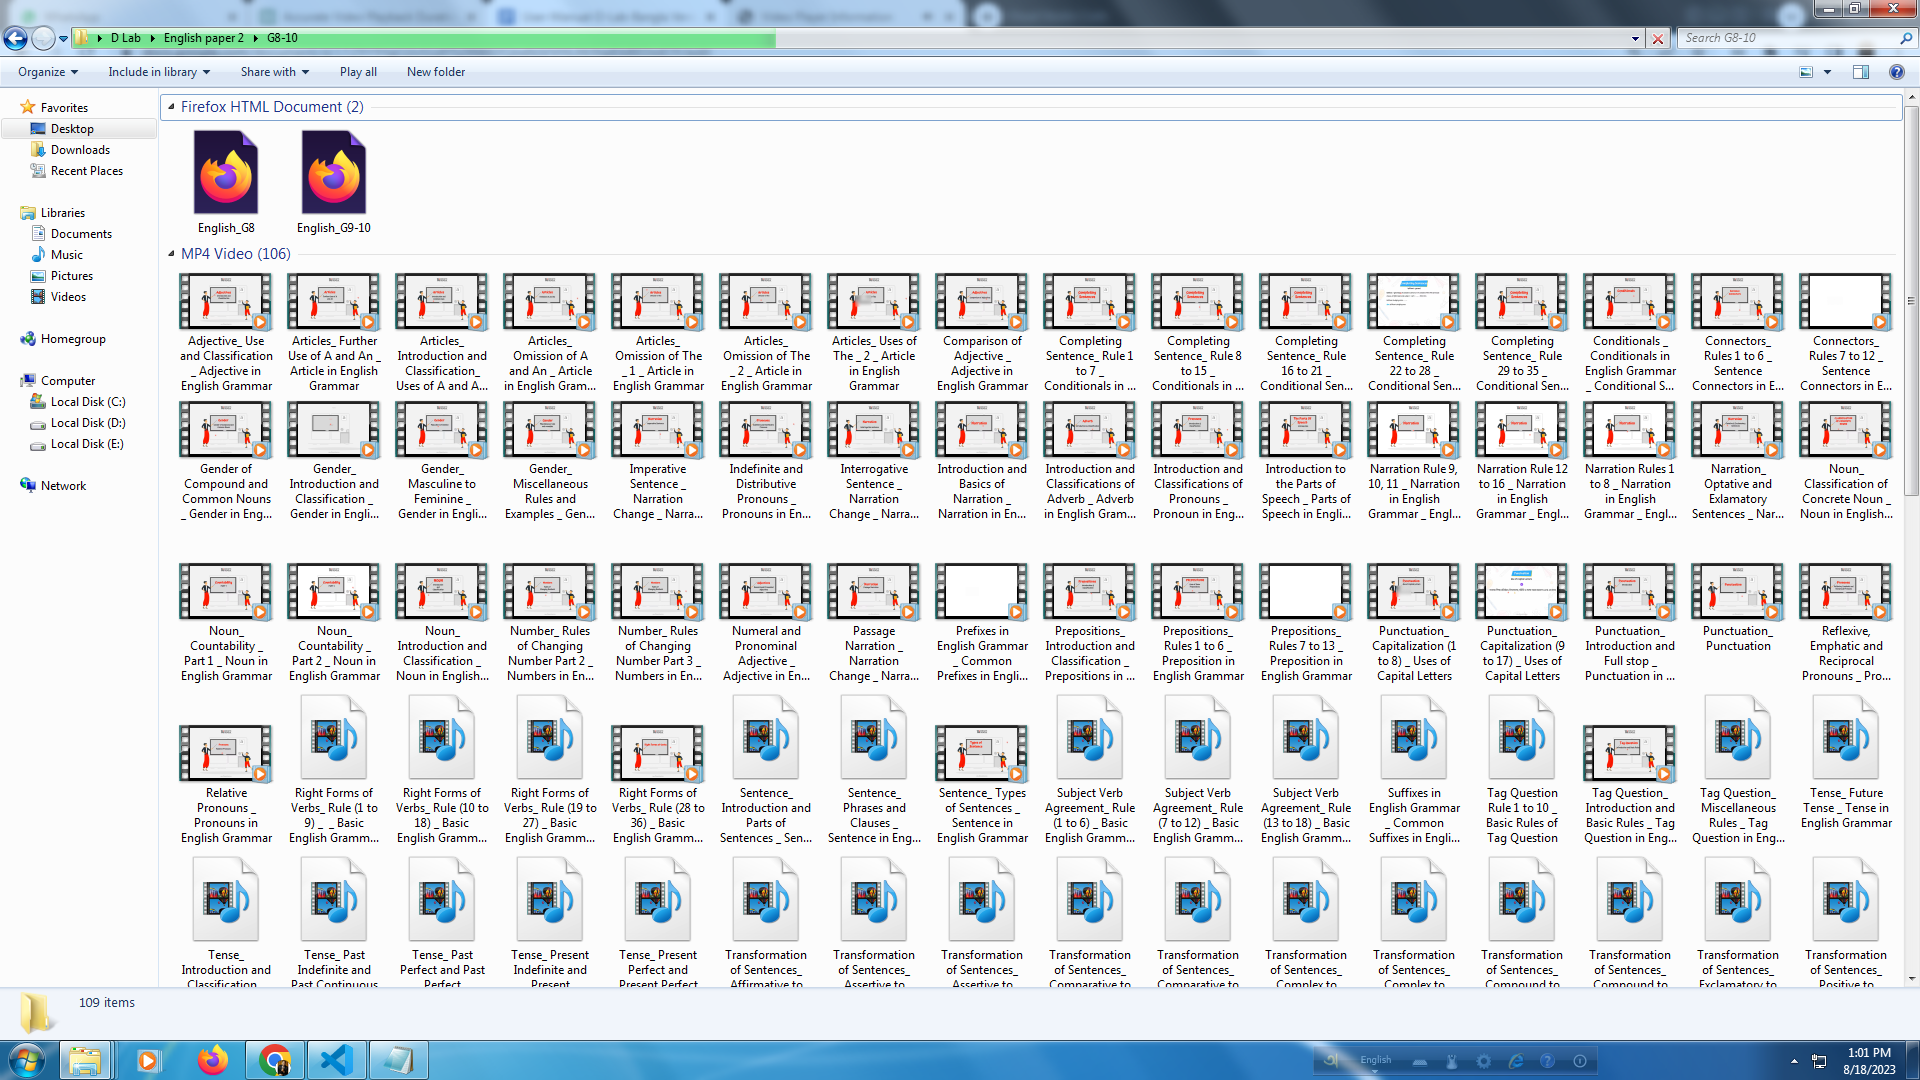 D Lab
English paper 2
G8-10
Search G8-10
Organize
Include in library
Share with
Play all
New folder
Favorites
Desktop
Downloads
Recent Places
Libraries
Documents
Music
Pictures
Videos
Homegroup
Computer
Local Disk (C:)
Local Disk (D:)
Local Disk (E:)
Network
Firefox HTML Document (2)
English_G8
English_G9-10
MP4 Video (106)
Adjective_ Use
and Classification
_ Adjective in
English Grammar
Articles_ Further
Use of A and An _
Article in English
Grammar
Articles_
Introduction and
Classification_
Uses of A and A...
Articles_
Omission of A
and An _ Article
in English Gram...
Articles_
Omission of The
_ 1 _ Article in
English Grammar
Articles_
Omission of The
_ 2 _ Article in
English Grammar
Articles_ Uses of
The _ 2 _ Article
in English
Grammar
Comparison of
Adjective _
Adjective in
English Grammar
Completing
Sentence_ Rule 1
to 7 _
Conditionals in ...
Completing
Sentence_ Rule 8
to 15 _
Conditionals in ...
Completing
Sentence_ Rule
16 to 21 _
Conditional Sen...
Completing
Sentence_ Rule
22 to 28 _
Conditional Sen...
Completing
Sentence_ Rule
29 to 35 _
Conditional Sen...
Conditionals _
Conditionals in
English Grammar
_ Conditional S...
Connectors_
Rules 1 to 6 _
Sentence
Connectors in E...
Connectors_
Rules 7 to 12 _
Sentence
Connectors in E...
Gender of
Compound and
Common Nouns
_ Gender in Eng...
Gender_
Introduction and
Classification _
Gender in Engli...
Gender_
Masculine to
Feminine _
Gender in Engli...
Gender_
Miscellaneous
Rules and
Examples _ Gen...
Imperative
Sentence _
Narration
Change _ Narra...
Indefinite and
Distributive
Pronouns _
Pronouns in En...
Interrogative
Sentence _
Narration
Change _ Narra...
Introduction and
Basics of
Narration _
Narration in En...
Introduction and
Classifications of
Adverb _ Adverb
in English Gram...
Introduction and
Classifications of
Pronouns _
Pronoun in Eng...
Introduction to
the Parts of
Speech _ Parts of
Speech in Engli...
Narration Rule 9,
10, 11 _ Narration
in English
Grammar _ Engl...
Narration Rule 12
to 16 _ Narration
in English
Grammar _ Engl...
Narration Rules 1
to 8 _ Narration
in English
Grammar _ Engl...
Narration_
Optative and
Exlamatory
Sentences _ Nar...
Noun_
Classification of
Concrete Noun _
Noun in English...
Noun_
Countability _
Part 1 _ Noun in
English Grammar
Noun_
Countability _
Part 2 _ Noun in
English Grammar
Noun_
Introduction and
Classification _
Noun in English...
Number_ Rules
of Changing
Number Part 2 _
Numbers in En...
Number_ Rules
of Changing
Number Part 3 _
Numbers in En...
Numeral and
Pronominal
Adjective _
Adjective in En...
Passage
Narration _
Narration
Change _ Narra...
Prefixes in
English Grammar
_ Common
Prefixes in Engli...
Prepositions_
Introduction and
Classification _
Prepositions in ...
Prepositions_
Rules 1 to 6 _
Preposition in
English Grammar
Prepositions_
Rules 7 to 13 _
Preposition in
English Grammar
Punctuation_
Capitalization (1
to 8) _ Uses of
Capital Letters
Punctuation_
Capitalization (9
to 17) _ Uses of
Capital Letters
Punctuation_
Introduction and
Full stop _
Punctuation in ...
Punctuation_
Punctuation
Reflexive,
Emphatic and
Reciprocal
Pronouns _ Pro...
Relative
Pronouns _
Pronouns in
English Grammar
Right Forms of
Verbs_ Rule (1 to
9) _ _ Basic
English Gramm...
Right Forms of
Verbs_ Rule (10 to
18) _ Basic
English Gramm...
Right Forms of
Verbs_ Rule (19 to
27) _ Basic
English Gramm...
Right Forms of
Verbs_ Rule (28 to
36) _ Basic
English Gramm...
Sentence_
Introduction and
Parts of
Sentences _ Sen...
Sentence_
Phrases and
Clauses _
Sentence in Eng...
Sentence_ Types
of Sentences _
Sentence in
English Grammar
Subject Verb
Agreement_ Rule
(1 to 6) _ Basic
English Gramm...
Subject Verb
Agreement_ Rule
(7 to 12) _ Basic
English Gramm...
Subject Verb
Agreement_ Rule
(13 to 18) _ Basic
English Gramm...
Suffixes in
English Grammar
_ Common
Suffixes in Engli...
Tag Question
Rule 1 to 10 _
Basic Rules of
Tag Question
Tag Question_
Introduction and
Basic Rules _ Tag
Question in Eng...
Tag Question_
Miscellaneous
Rules _ Tag
Question in Eng...
Tense_ Future
Tense _ Tense in
English Grammar
Tense_
Introduction and
Classification
Tense_ Past
Indefinite and
Past Continuous
Tense_ Past
Perfect and Past
Perfect
Tense_ Present
Indefinite and
Present
Tense_ Present
Perfect and
Present Perfect
Transformation
of Sentences_
Affirmative to
Transformation
of Sentences_
Assertive to
Transformation
of Sentences_
Assertive to
Transformation
of Sentences_
Comparative to
Transformation
of Sentences_
Comparative to
Transformation
of Sentences_
Complex to
Transformation
of Sentences_
Complex to
Transformation
of Sentences_
Compound to
Transformation
of Sentences_
Compound to
Transformation
of Sentences_
Exclamatory to
Transformation
of Sentences_
Positive to
109 items
English
1:01 PM
8/18/2023